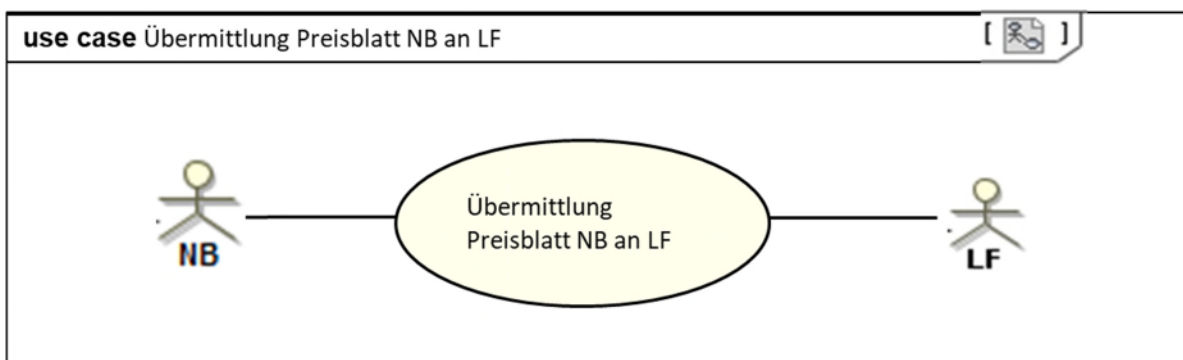 use case Übermittlung Preisblatt NB an LF
[ ]
Übermittlung
Preisblatt NB an LF
NB
LF